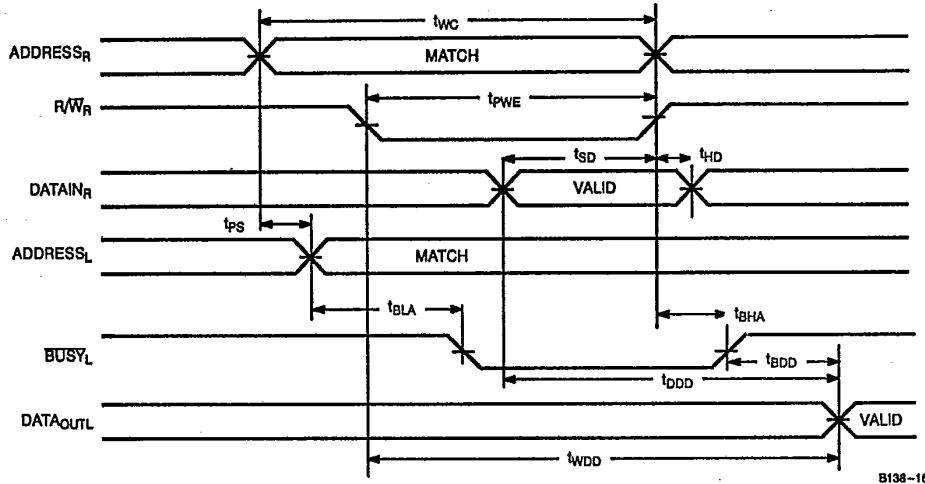 tWC
ADDRESSR
MATCH
R/W̅R
tPWE
tSD
tHD
DATAINR
VALID
tPS
ADDRESSL
MATCH
tBLA
tBHA
B̅U̅S̅Y̅L
tBDD
tDDD
DATAOUTL
VALID
tWDD
B138-16